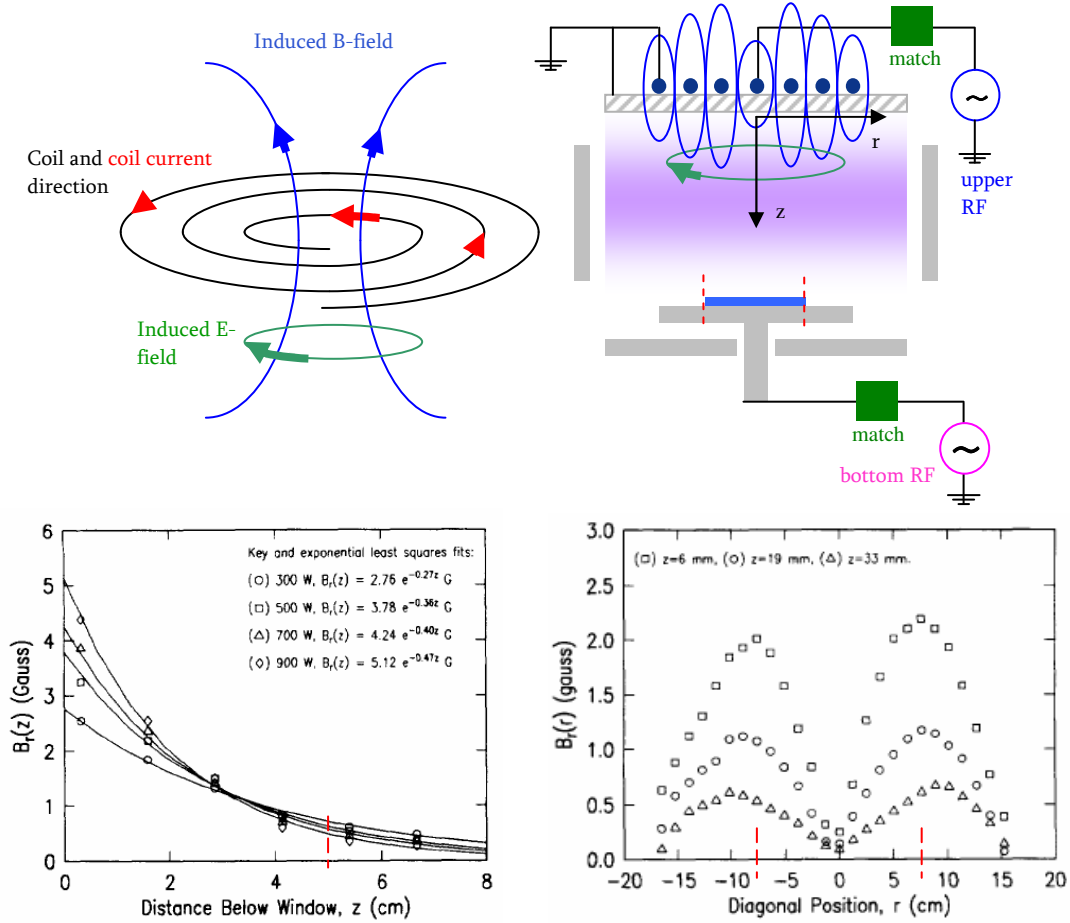 Induced B-field
Coil and coil current
direction
Induced E-
field
match
~
r
z
upper
RF
match
~
bottom RF
6
5
4
3
2
1
0
B_r(z) (Gauss)
Key and exponential least squares fits:
(○) 300 W, B_r(z) = 2.76 e^{-0.27z} G
(□) 500 W, B_r(z) = 3.78 e^{-0.36z} G
(△) 700 W, B_r(z) = 4.24 e^{-0.40z} G
(◇) 900 W, B_r(z) = 5.12 e^{-0.47z} G
0 2 4 6 8
Distance Below Window, z (cm)
3.0
2.5
2.0
1.5
1.0
0.5
0.0
B_r(r) (gauss)
(□) z=6 mm, (○) z=19 mm, (△) z=33 mm.
−20 −15 −10 −5 0 5 10 15 20
Diagonal Position, r (cm)